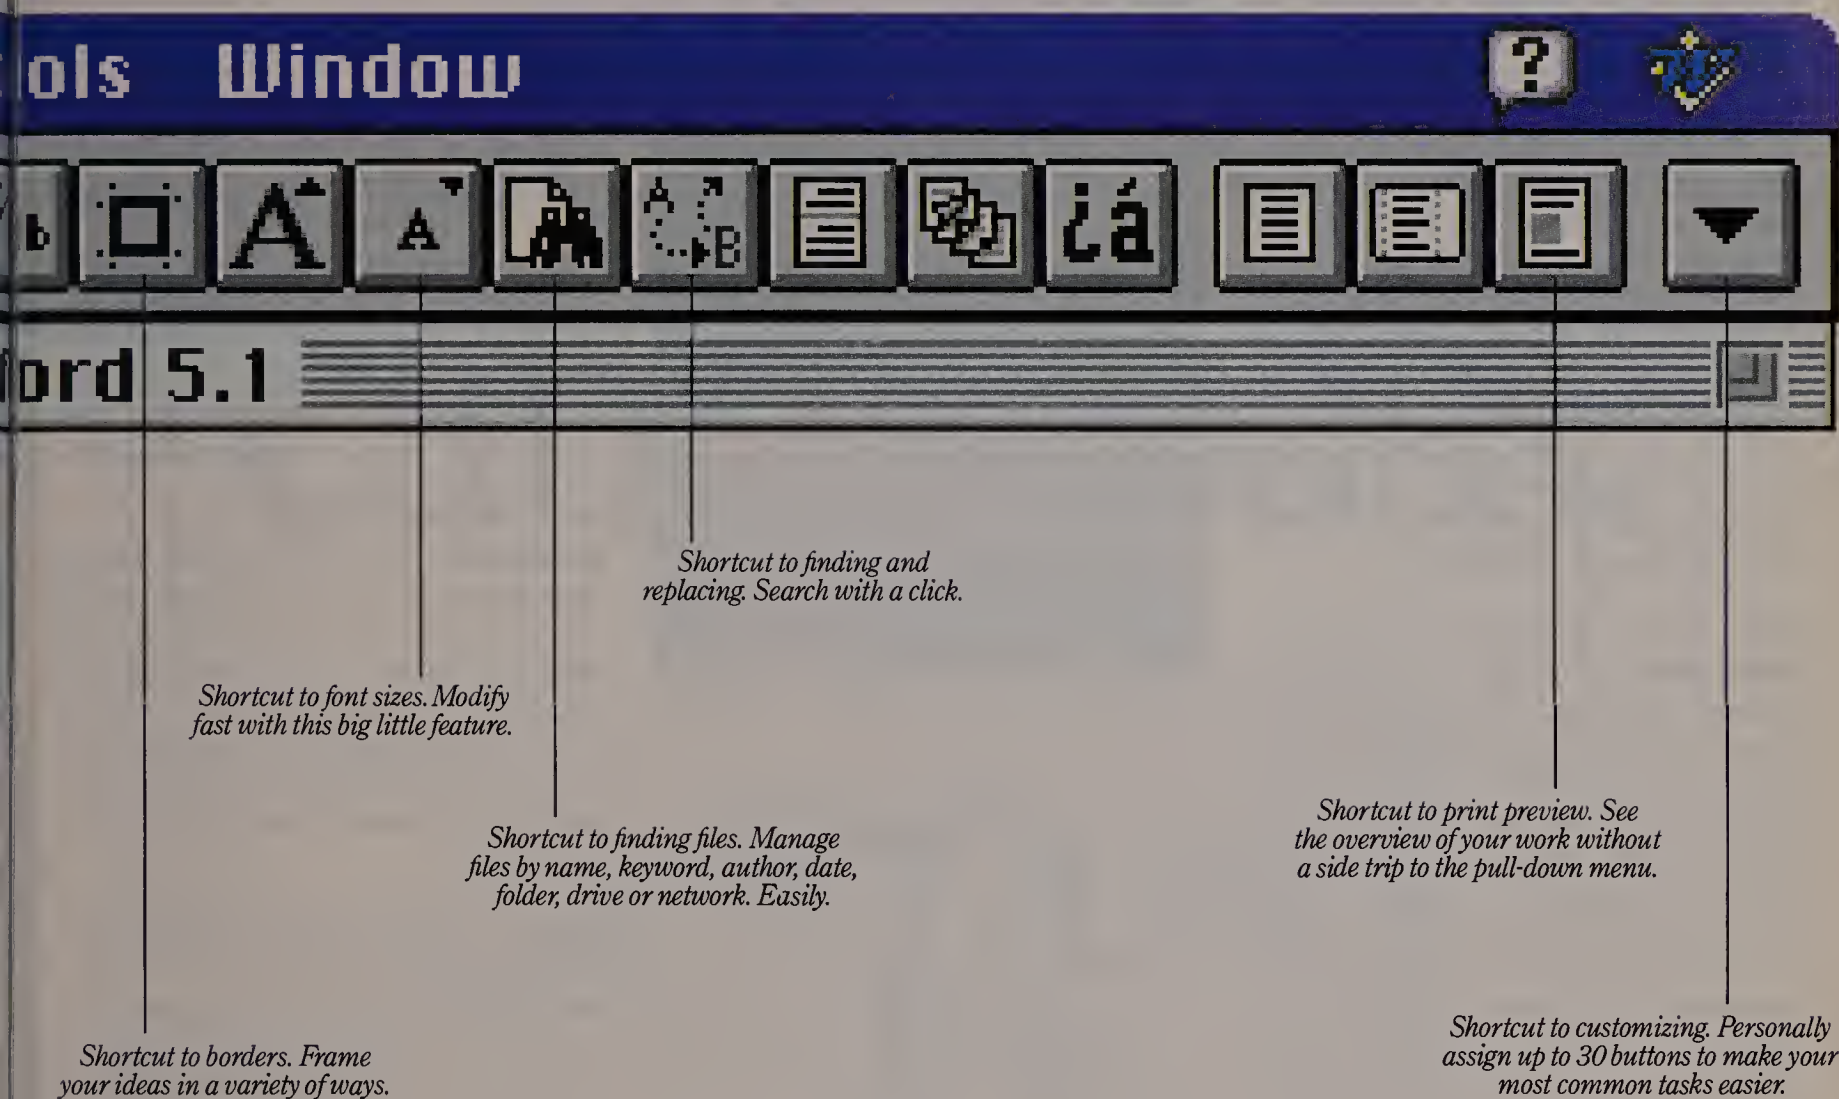 ols Window
?
b A A A B ¿á
ord 5.1
Shortcut to finding and
replacing. Search with a click.
Shortcut to font sizes. Modify
fast with this big little feature.
Shortcut to finding files. Manage
files by name, keyword, author, date,
folder, drive or network. Easily.
Shortcut to print preview. See
the overview of your work without
a side trip to the pull-down menu.
Shortcut to borders. Frame
your ideas in a variety of ways.
Shortcut to customizing. Personally
assign up to 30 buttons to make your
most common tasks easier.